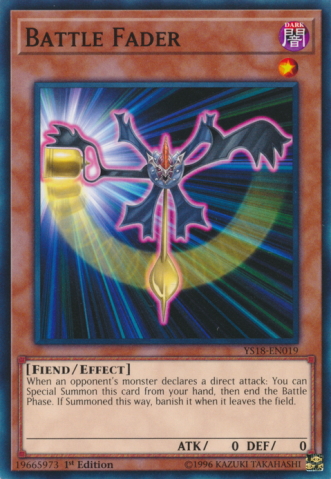 BATTLE FADER
DARK
闇
YS18-EN019
[FIEND/EFFECT]
When an opponent's monster declares a direct attack: You can
Special Summon this card from your hand, then end the Battle
Phase. If Summoned this way, banish it when it leaves the field.
ATK/ 0 DEF/ 0
19665973 1st Edition ©1996 KAZUKI TAKAHASHI